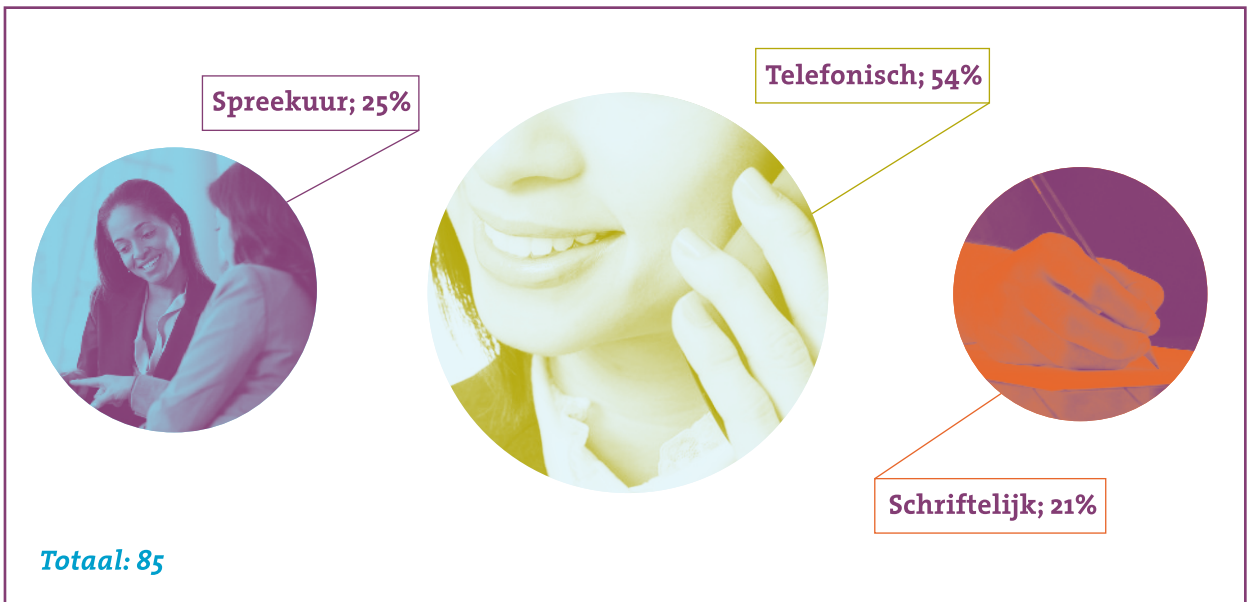 Spreekuur; 25%
Telefonisch; 54%
Schriftelijk; 21%
Totaal: 85